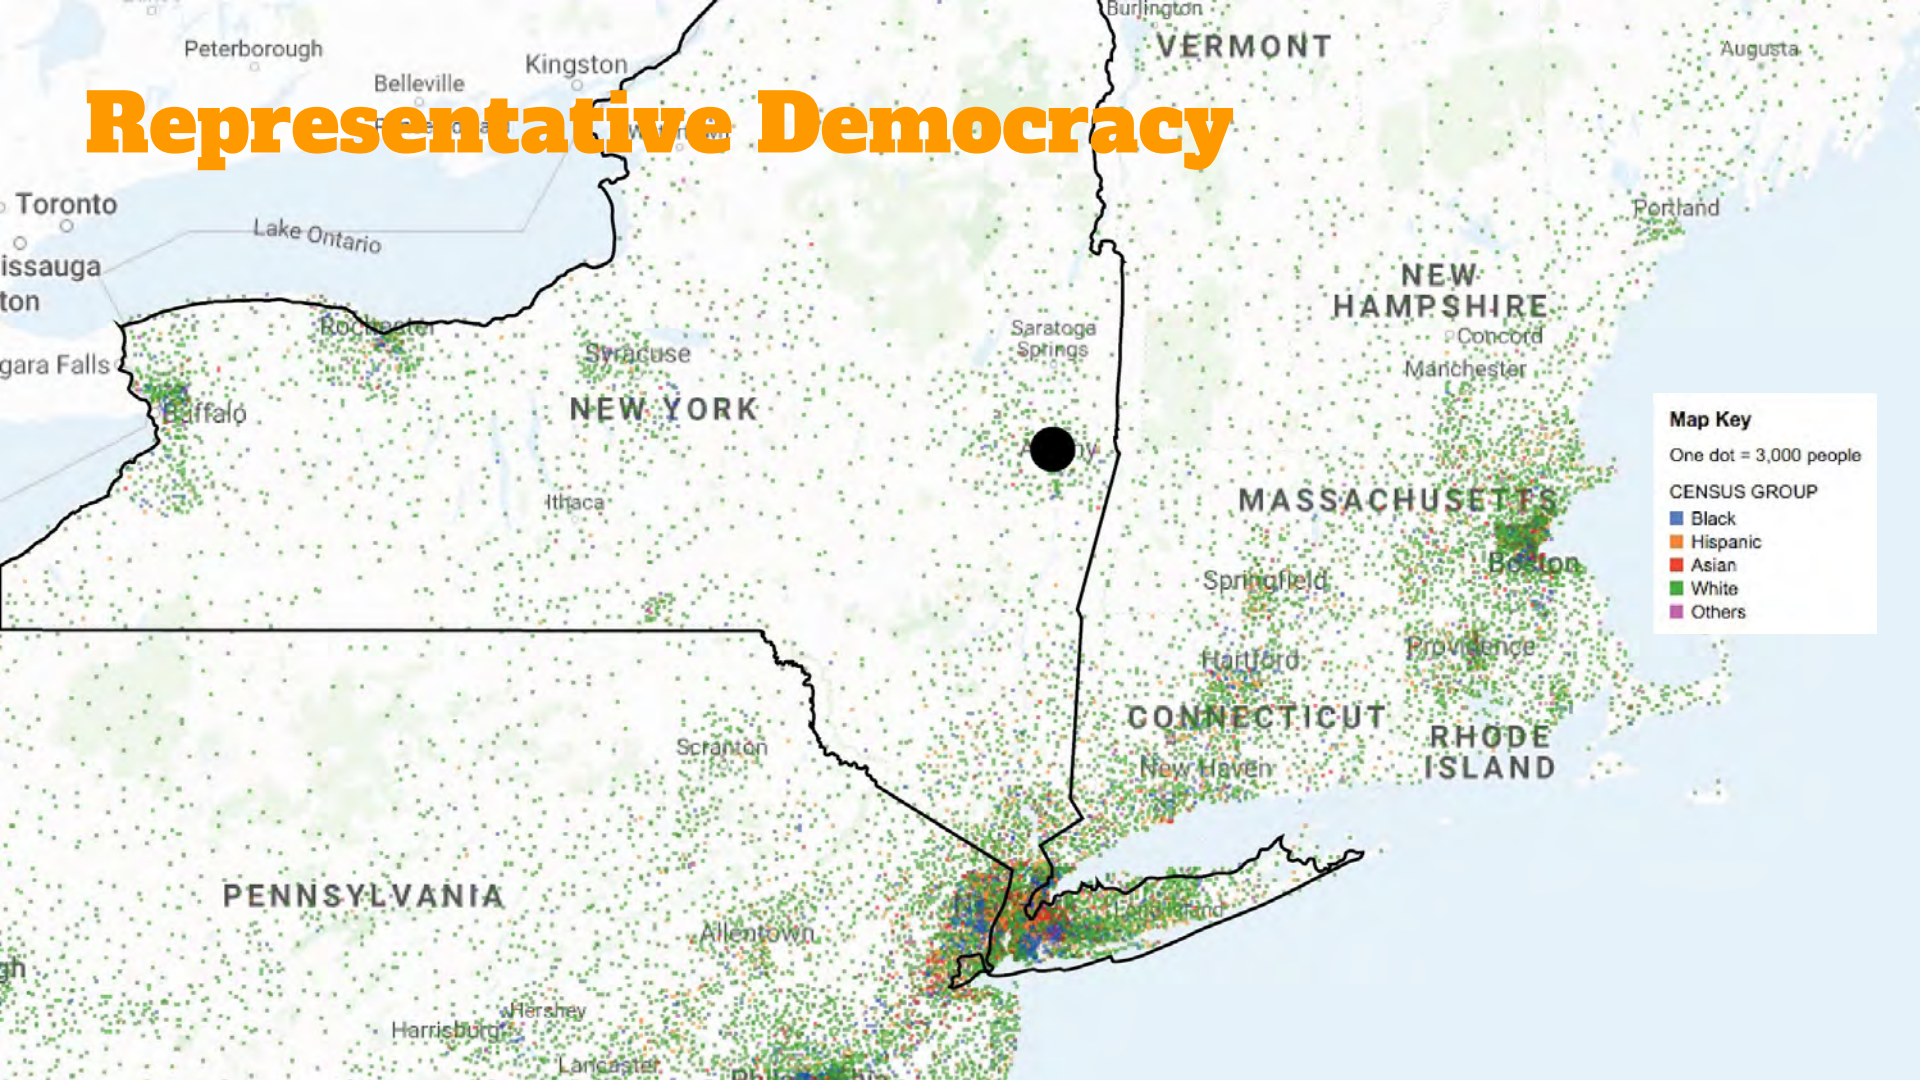 Burlington
VERMONT
Augusta
Peterborough
Kingston
Belleville
Representative Democracy
Toronto
Lake Ontario
issauga
ton
Portland
NEW
HAMPSHIRE
Concord
Manchester
Rochester
Saratoga
Springs
Syracuse
gara Falls
Buffalo
NEW YORK
Ithaca
MASSACHUSETTS
Boston
Springfield
Providence
Hartford
CONNECTICUT
RHODE
ISLAND
New Haven
Scranton
PENNSYLVANIA
Allentown
Long Island
gh
Hershey
Harrisburg
Lancaster
Map Key
One dot = 3,000 people
CENSUS GROUP
Black
Hispanic
Asian
White
Others